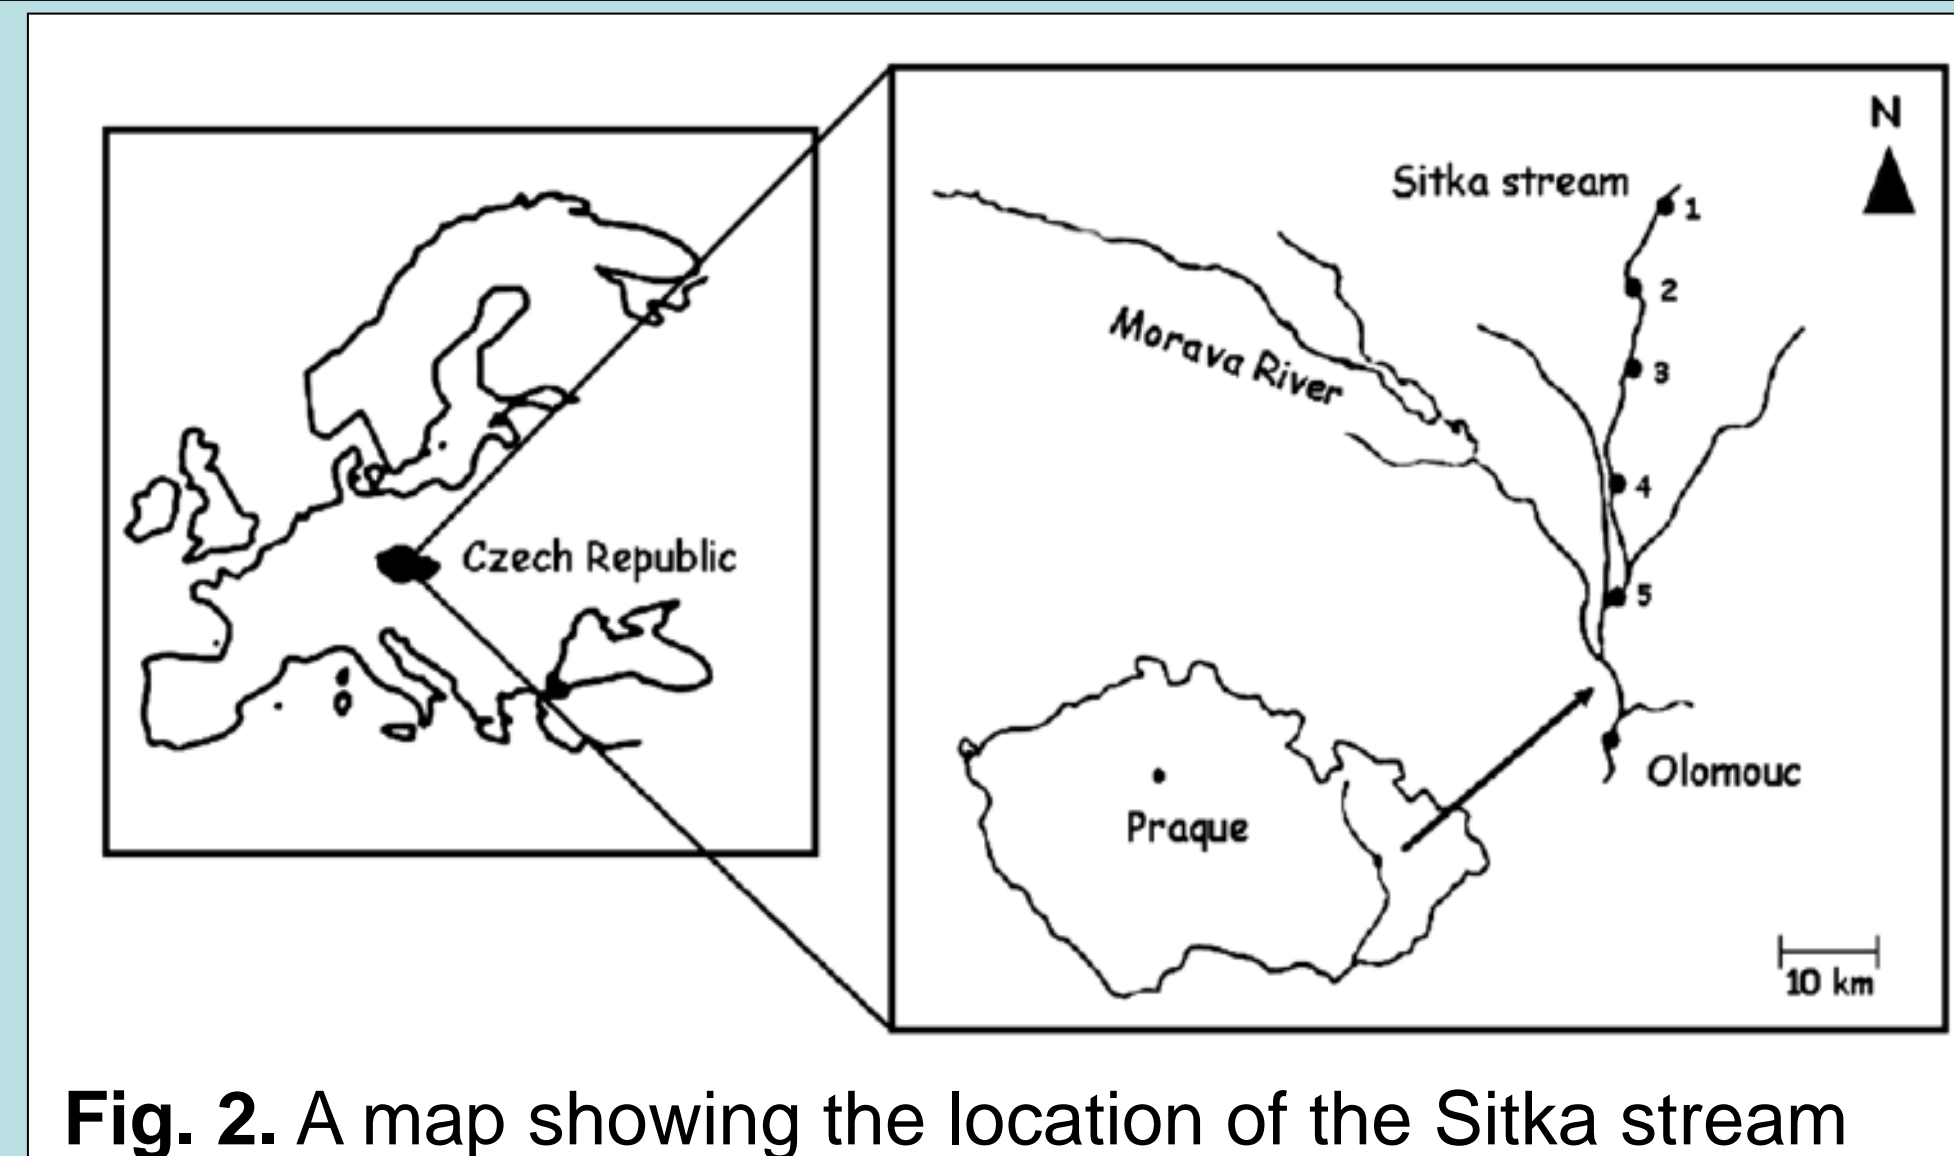 Czech Republic
N
Sitka stream
1
2
Morava River
3
4
5
Olomouc
Praque
10 km
Fig. 2. A map showing the location of the Sitka stream